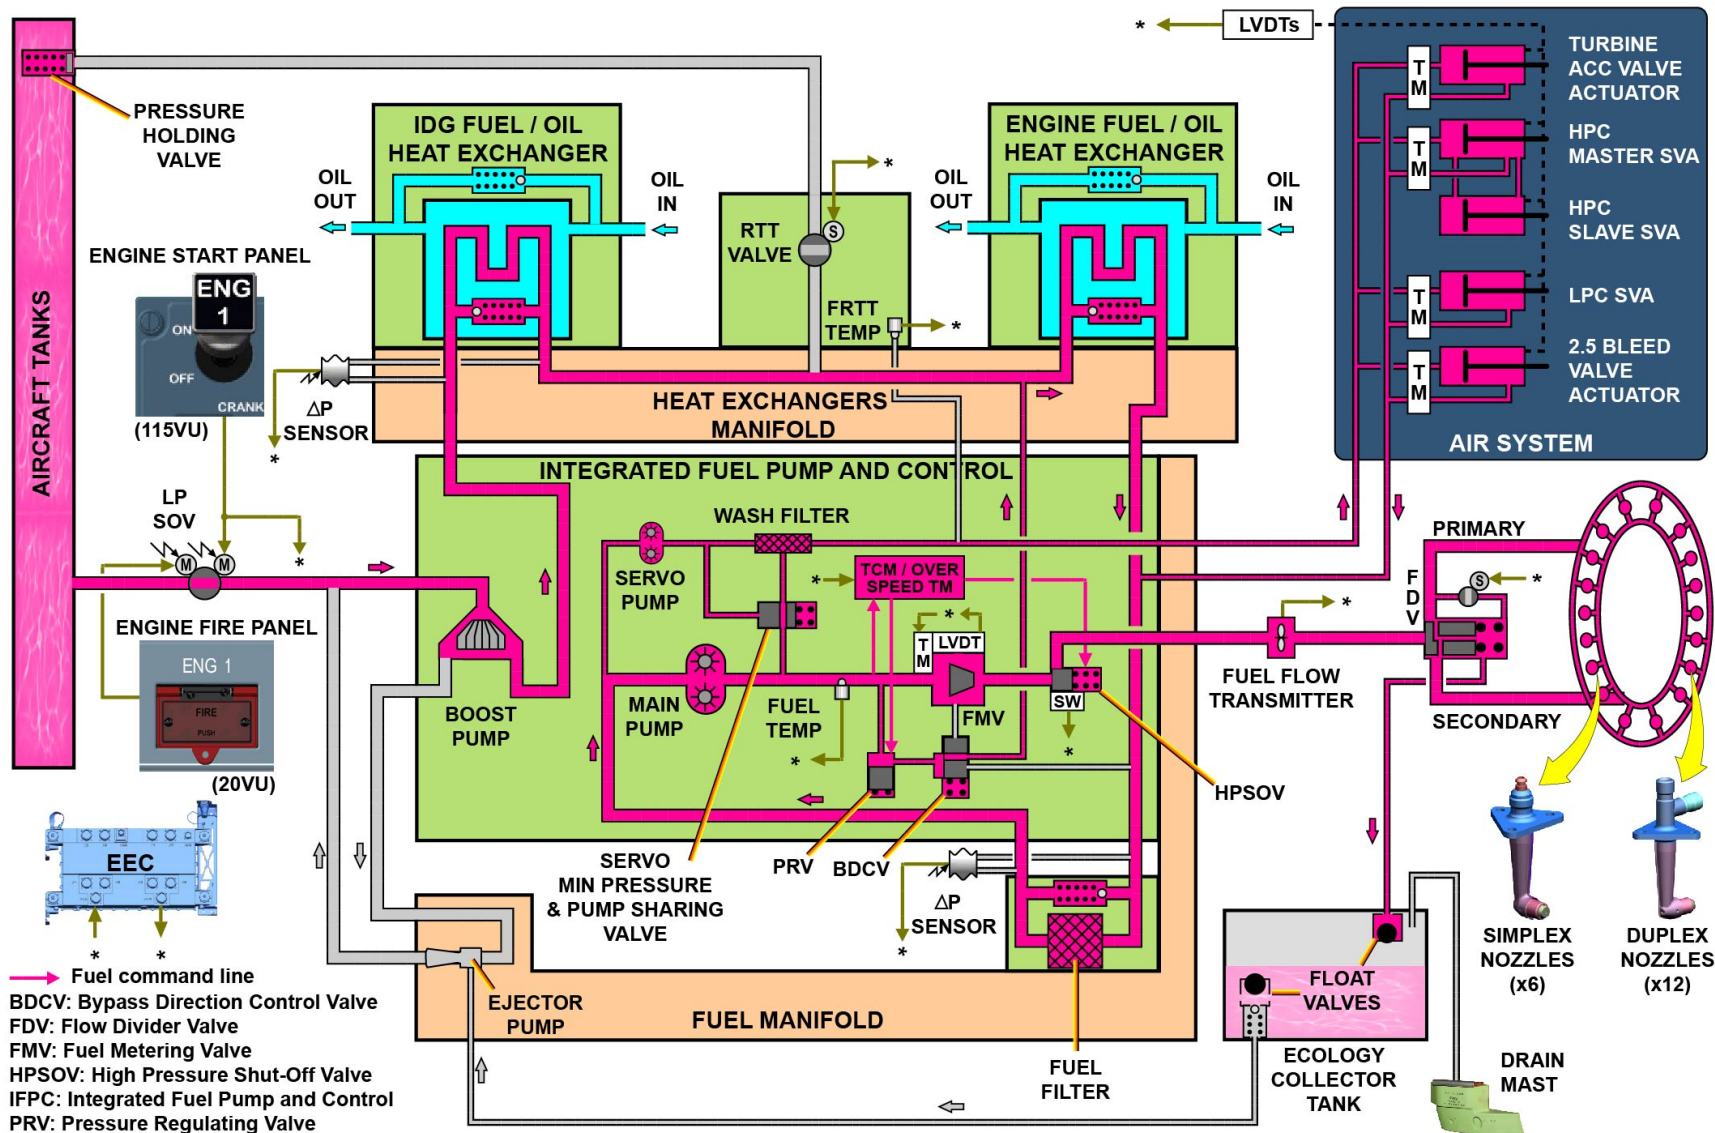 LVDTs
*
TURBINE
ACC VALVE
ACTUATOR
TM
HPC
MASTER SVA
TM
HPC
SLAVE SVA
LPC SVA
TM
2.5 BLEED
VALVE
ACTUATOR
TM
AIR SYSTEM
PRESSURE
HOLDING
VALVE
AIRCRAFT TANKS
IDG FUEL / OIL
HEAT EXCHANGER
OIL
OUT
OIL
IN
RTT
VALVE
S
*
FRTT
TEMP
*
ENGINE FUEL / OIL
HEAT EXCHANGER
OIL
OUT
OIL
IN
ENGINE START PANEL
ENG
1
ON
OFF
CRANK
(115VU)
ΔP
SENSOR
*
HEAT EXCHANGERS
MANIFOLD
LP
SOV
M
M
*
ENGINE FIRE PANEL
ENG 1
FIRE
PUSH
(20VU)
INTEGRATED FUEL PUMP AND CONTROL
WASH FILTER
SERVO
PUMP
*
TCM / OVER
SPEED TM
*
TM
LVDT
BOOST
PUMP
MAIN
PUMP
FUEL
TEMP
*
FMV
SW
*
HPSOV
SERVO
MIN PRESSURE
& PUMP SHARING
VALVE
PRV
BDCV
ΔP
SENSOR
*
FUEL FLOW
TRANSMITTER
*
PRIMARY
FDV
S
*
SECONDARY
SIMPLEX
NOZZLES
(x6)
DUPLEX
NOZZLES
(x12)
FLOAT
VALVES
ECOLOGY
COLLECTOR
TANK
DRAIN
MAST
EJECTOR
PUMP
FUEL MANIFOLD
FUEL
FILTER
EEC
*
*
Fuel command line
BDCV: Bypass Direction Control Valve
FDV: Flow Divider Valve
FMV: Fuel Metering Valve
HPSOV: High Pressure Shut-Off Valve
IFPC: Integrated Fuel Pump and Control
PRV: Pressure Regulating Valve